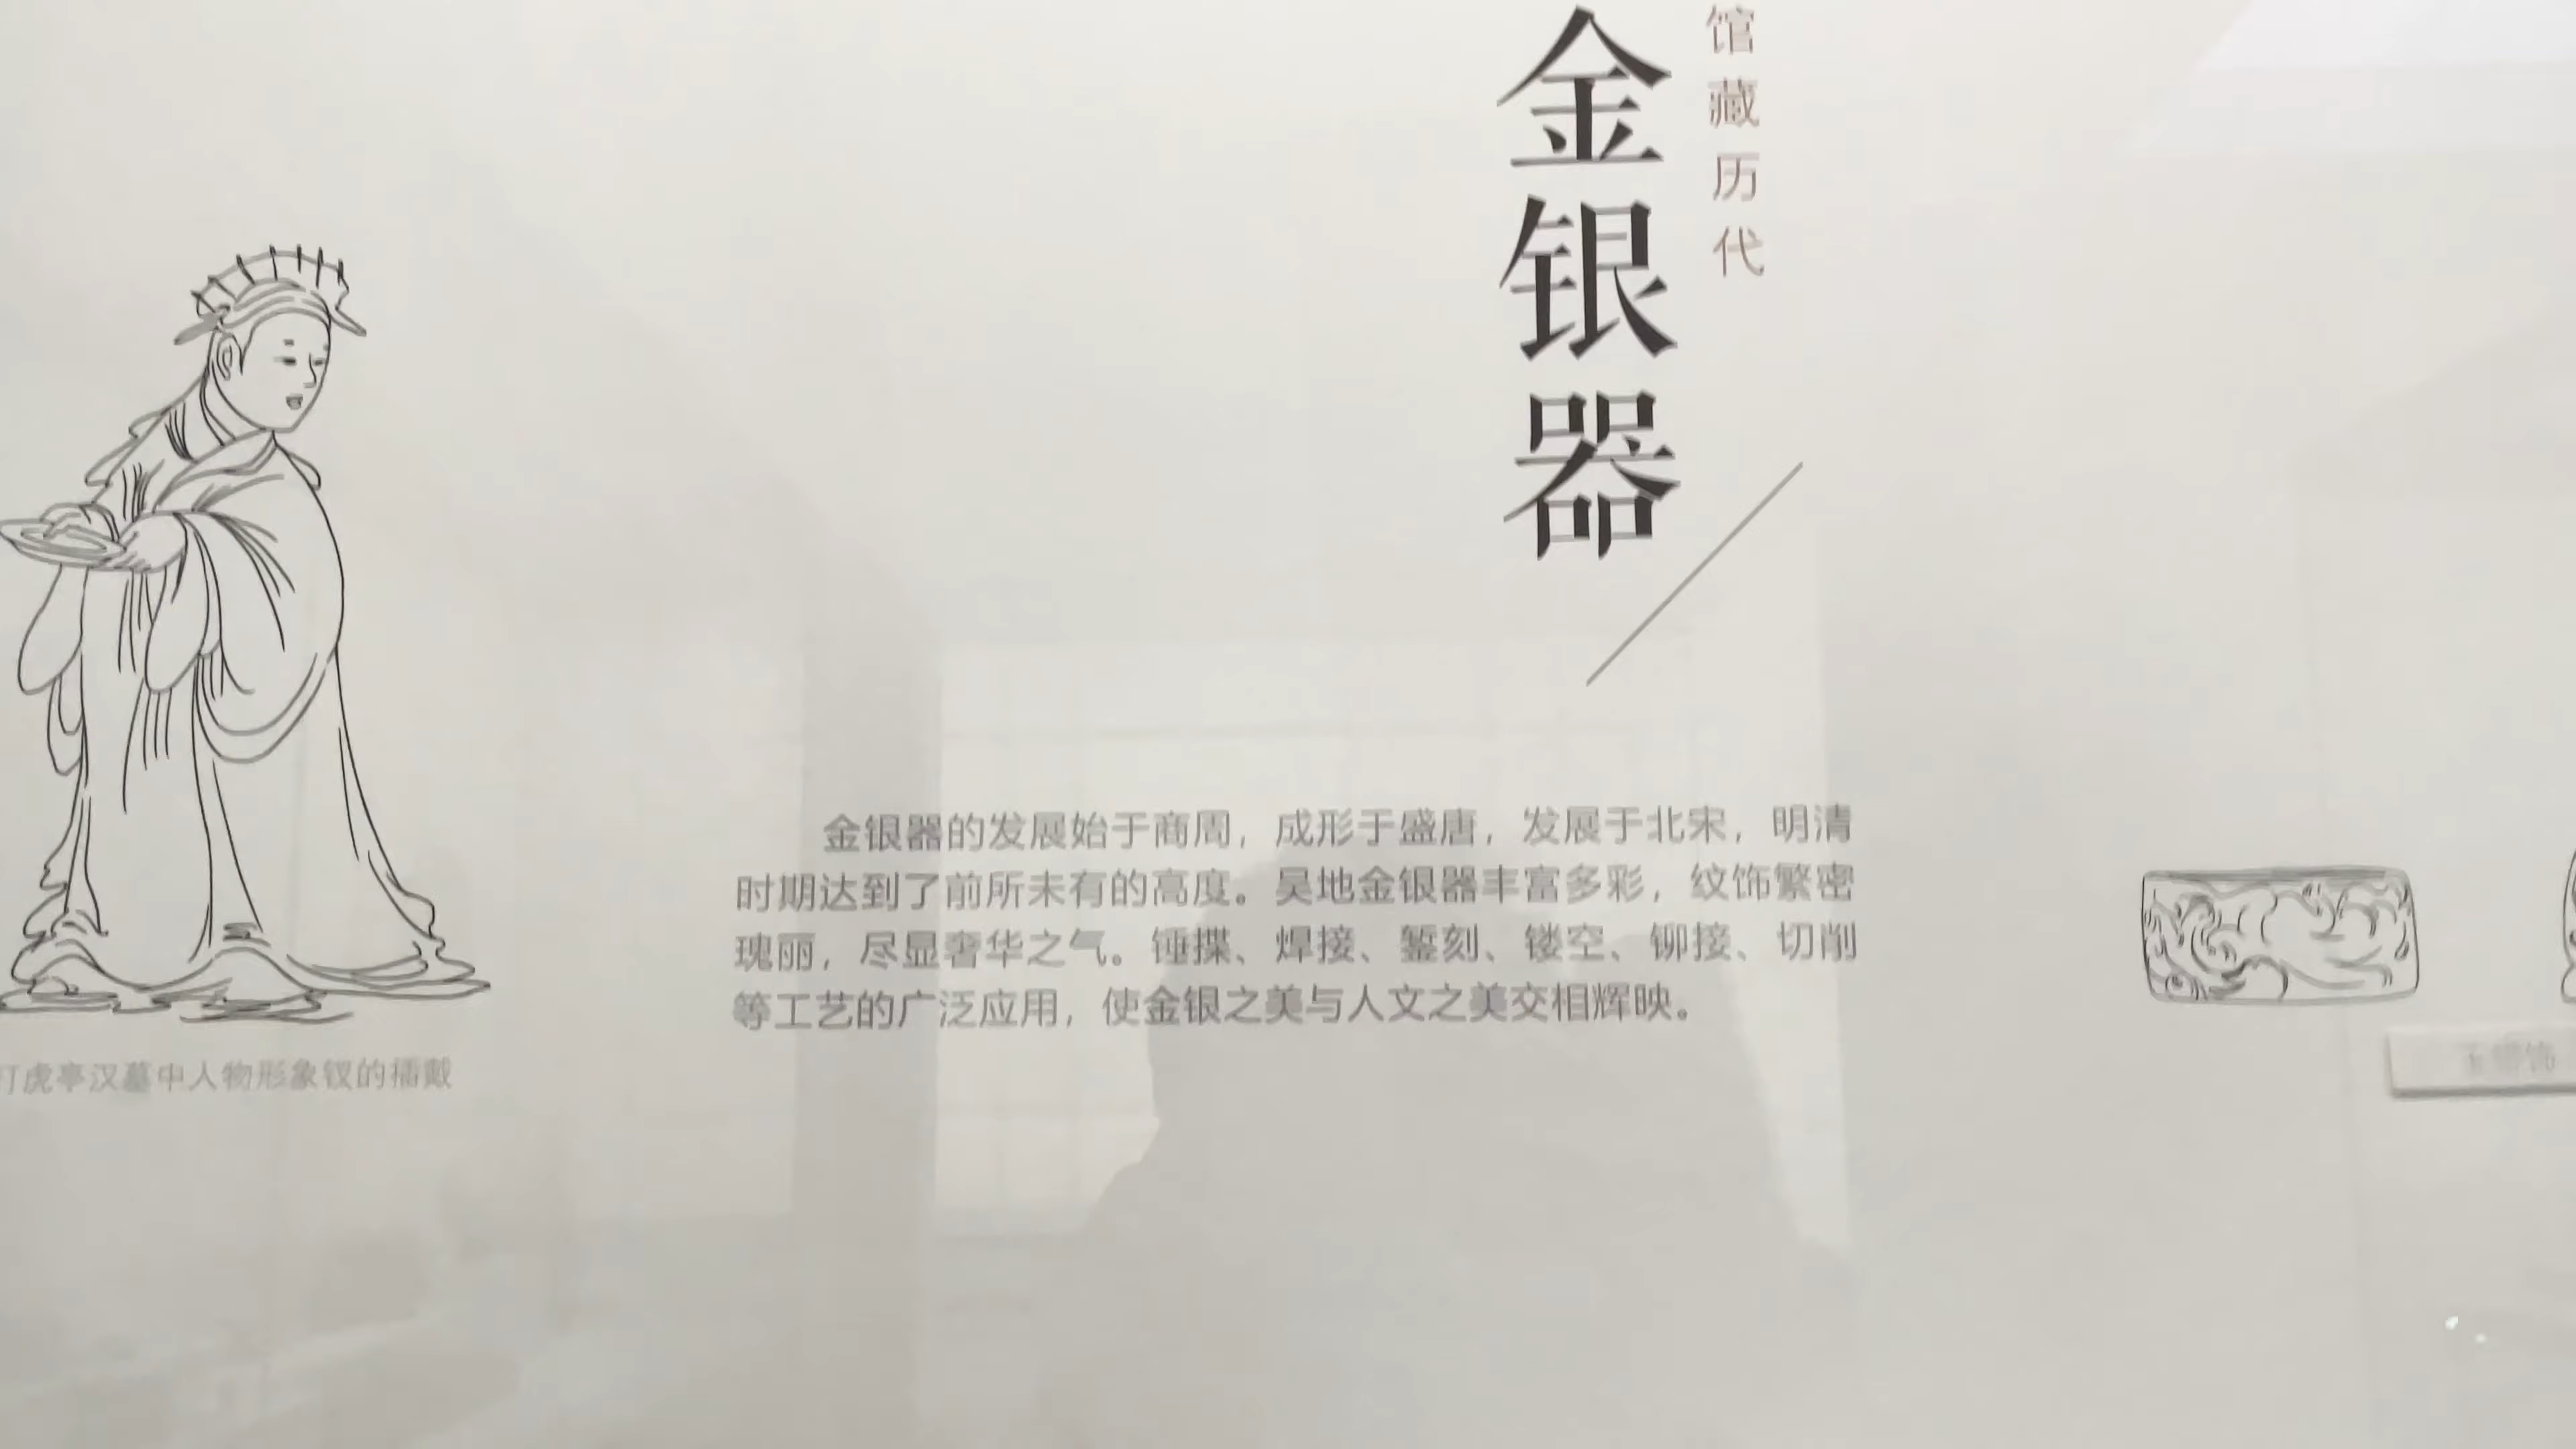 馆藏历代
金银器
金银器的发展始于商周，成形于盛唐，发展于北宋，明清
时期达到了前所未有的高度。吴地金银器丰富多彩，纹饰繁密
瑰丽，尽显奢华之气。锤揲、焊接、錾刻、镂空、铆接、切削
等工艺的广泛应用，使金银之美与人文之美交相辉映。
打虎亭汉墓中人物形象钗的插戴